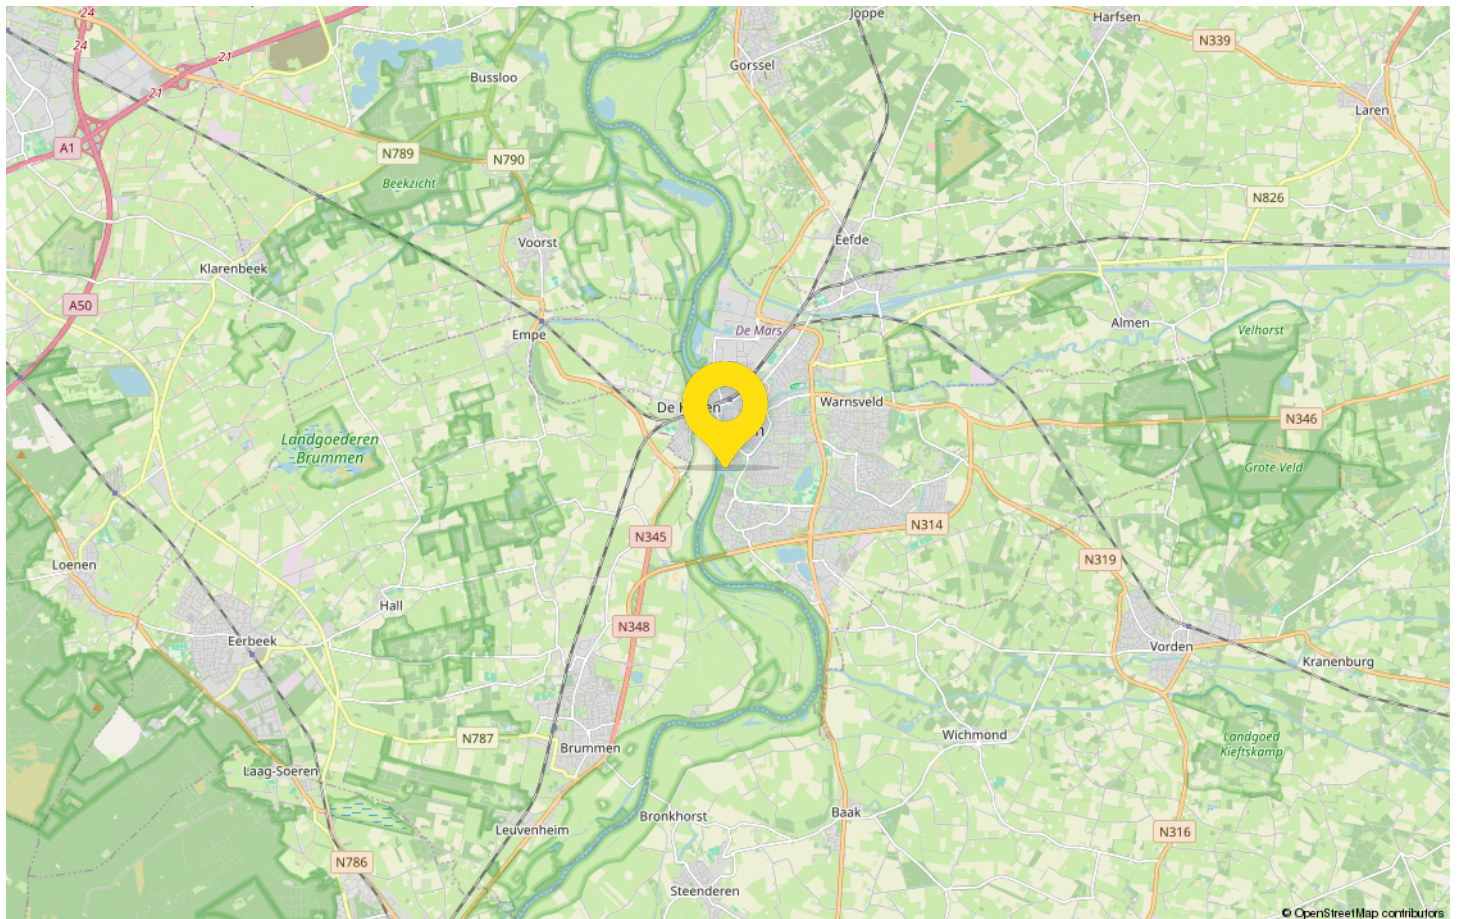 24
Joppe
Harfsen
24
N339
21
Gorssel
Bussloo
21
Laren
A1
N789
N790
Beekzicht
N826
Voorst
Eefde
Klarenbeek
A50
Almen
De Mars
Velhorst
Empe
Warnsveld
De
en
N346
Landgoederen
Brummen
Grote Veld
N314
N345
N319
Loenen
Hall
N348
Eerbeek
Vorden
Kranenburg
N787
Wichmond
Landgoed
Kieftskamp
Brummen
Laag-Soeren
Bronkhorst
Baak
Leuvenheim
N316
N786
Steenderen
© OpenStreetMap contributors